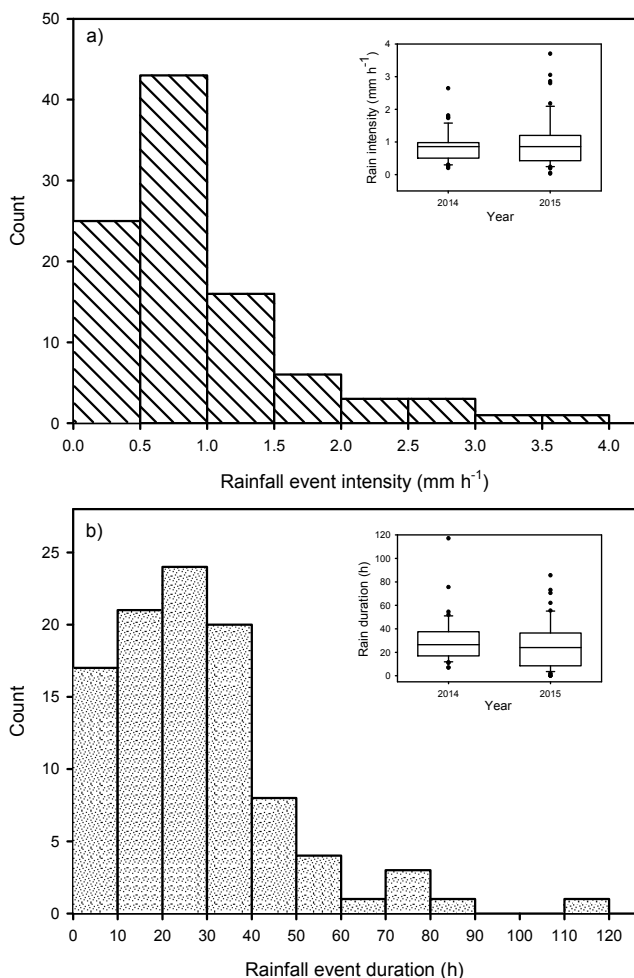 a)
50
40
30
20
10
0
Count
0.0 0.5 1.0 1.5 2.0 2.5 3.0 3.5 4.0
Rainfall event intensity (mm h⁻¹)
4
3
2
1
0
Rain intensity (mm h⁻¹)
2014 2015
Year
b)
25
20
15
10
5
0
Count
0 10 20 30 40 50 60 70 80 90 100 110 120
Rainfall event duration (h)
120
100
80
60
40
20
0
Rain duration (h)
2014 2015
Year